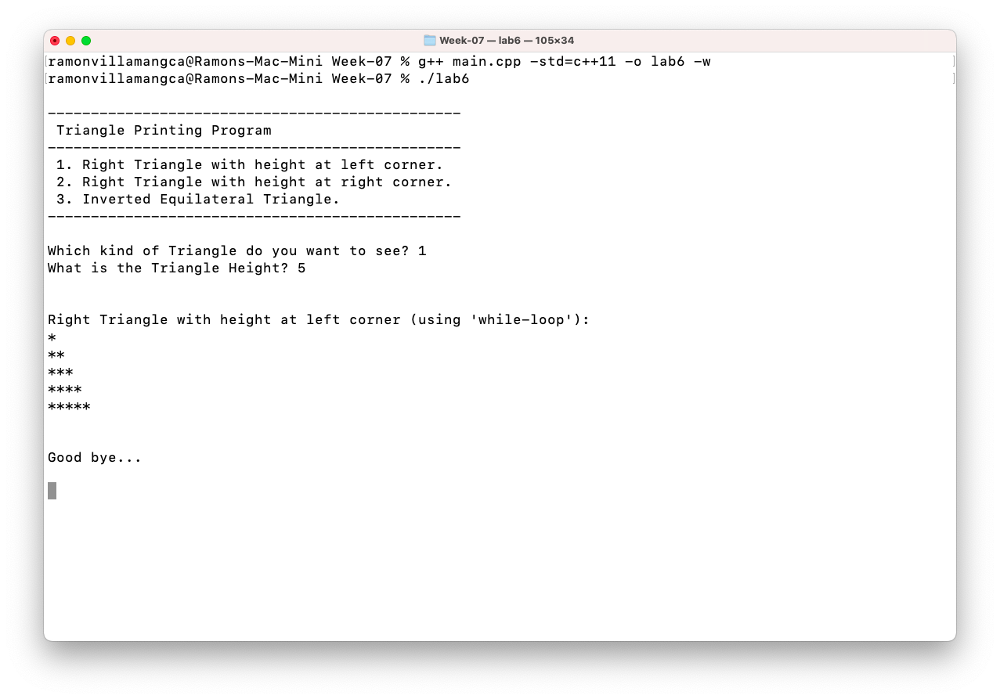 Week-07 — lab6 — 105×34
[ramonvillamangca@Ramons-Mac-Mini Week-07 % g++ main.cpp -std=c++11 -o lab6 -w ]
[ramonvillamangca@Ramons-Mac-Mini Week-07 % ./lab6 ]
------------------------------------------------
 Triangle Printing Program
------------------------------------------------
 1. Right Triangle with height at left corner.
 2. Right Triangle with height at right corner.
 3. Inverted Equilateral Triangle.
------------------------------------------------
Which kind of Triangle do you want to see? 1
What is the Triangle Height? 5
Right Triangle with height at left corner (using 'while-loop'):
*
**
***
****
*****
Good bye...